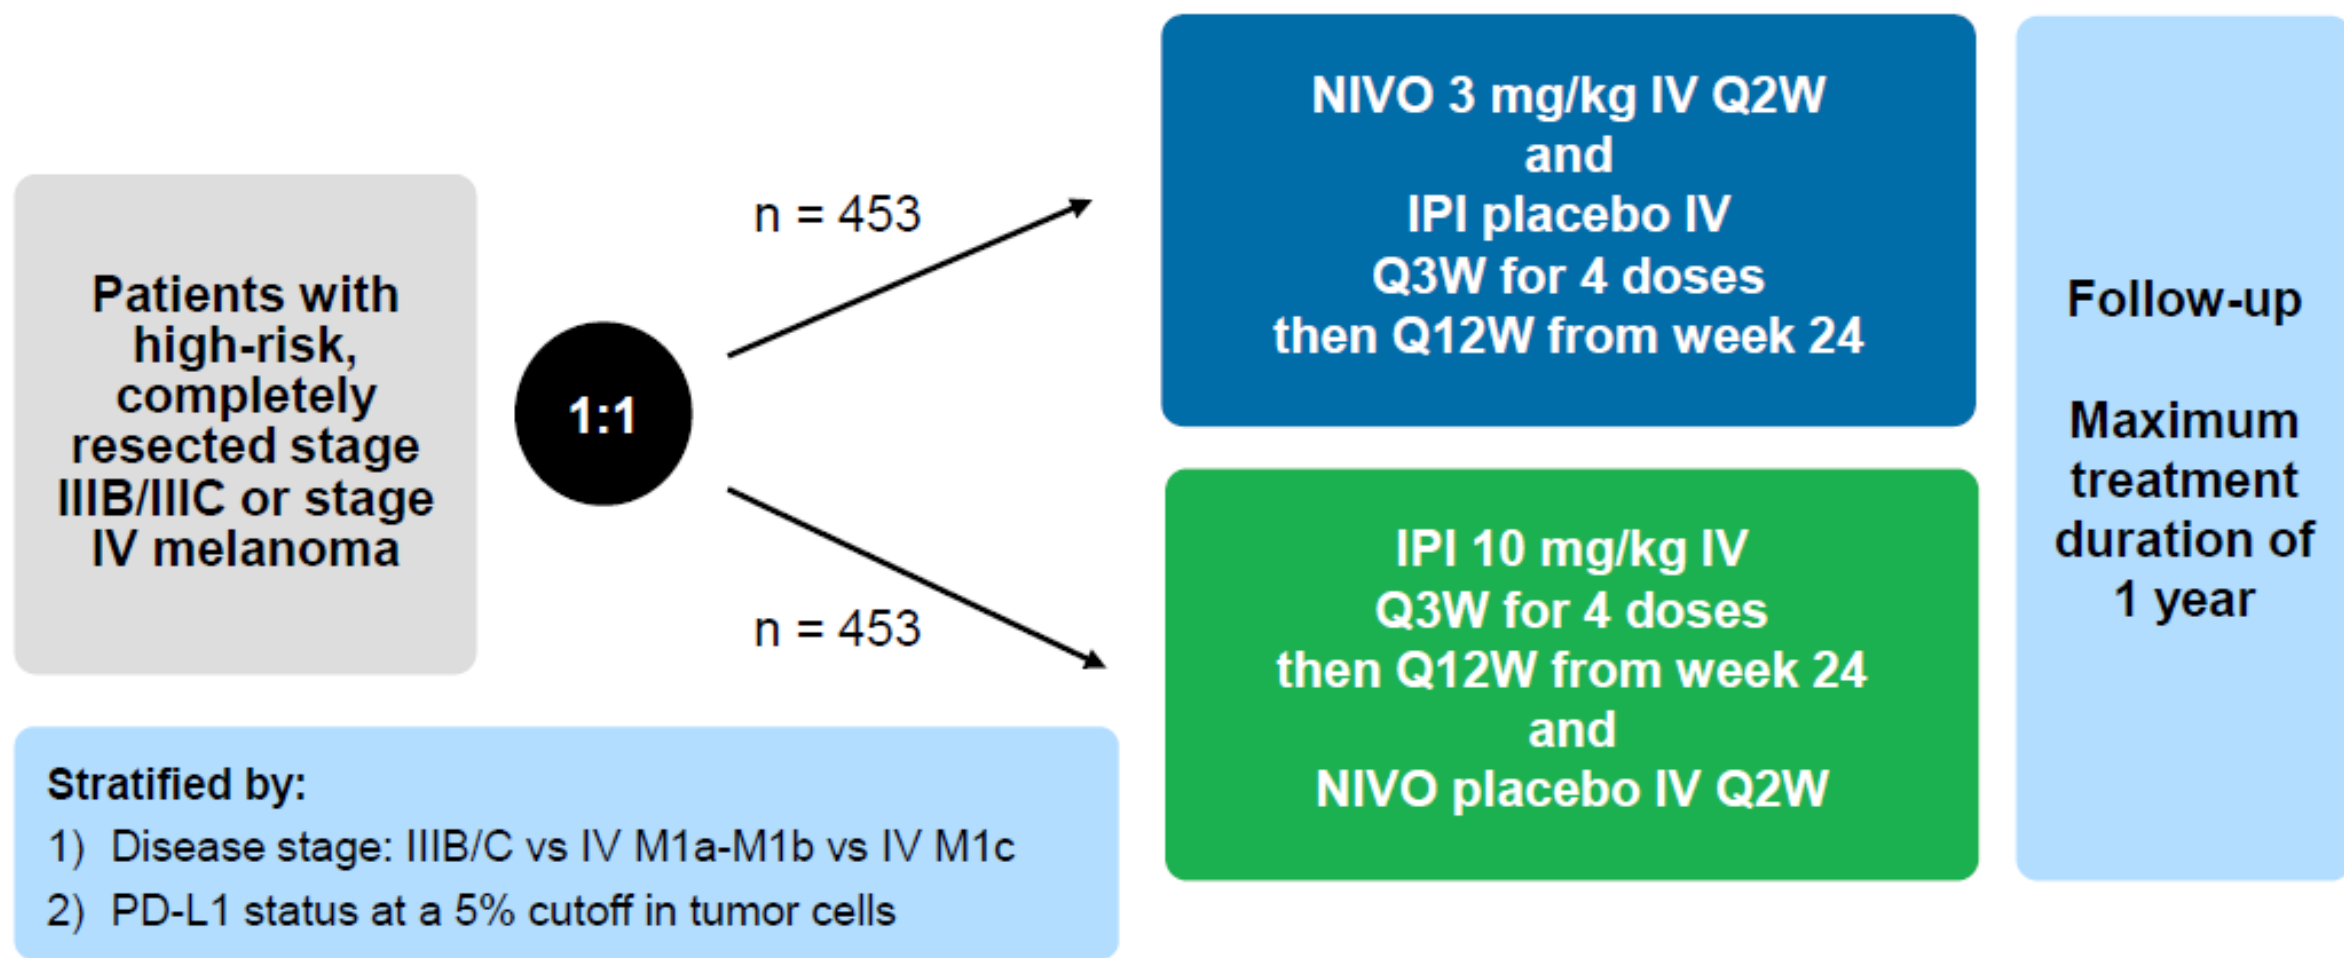 Patients with
high-risk,
completely
resected stage
IIIB/IIIC or stage
IV melanoma
1:1
n = 453
n = 453
NIVO 3 mg/kg IV Q2W
and
IPI placebo IV
Q3W for 4 doses
then Q12W from week 24
IPI 10 mg/kg IV
Q3W for 4 doses
then Q12W from week 24
and
NIVO placebo IV Q2W
Follow-up
Maximum
treatment
duration of
1 year
Stratified by:
1) Disease stage: IIIB/C vs IV M1a-M1b vs IV M1c
2) PD-L1 status at a 5% cutoff in tumor cells